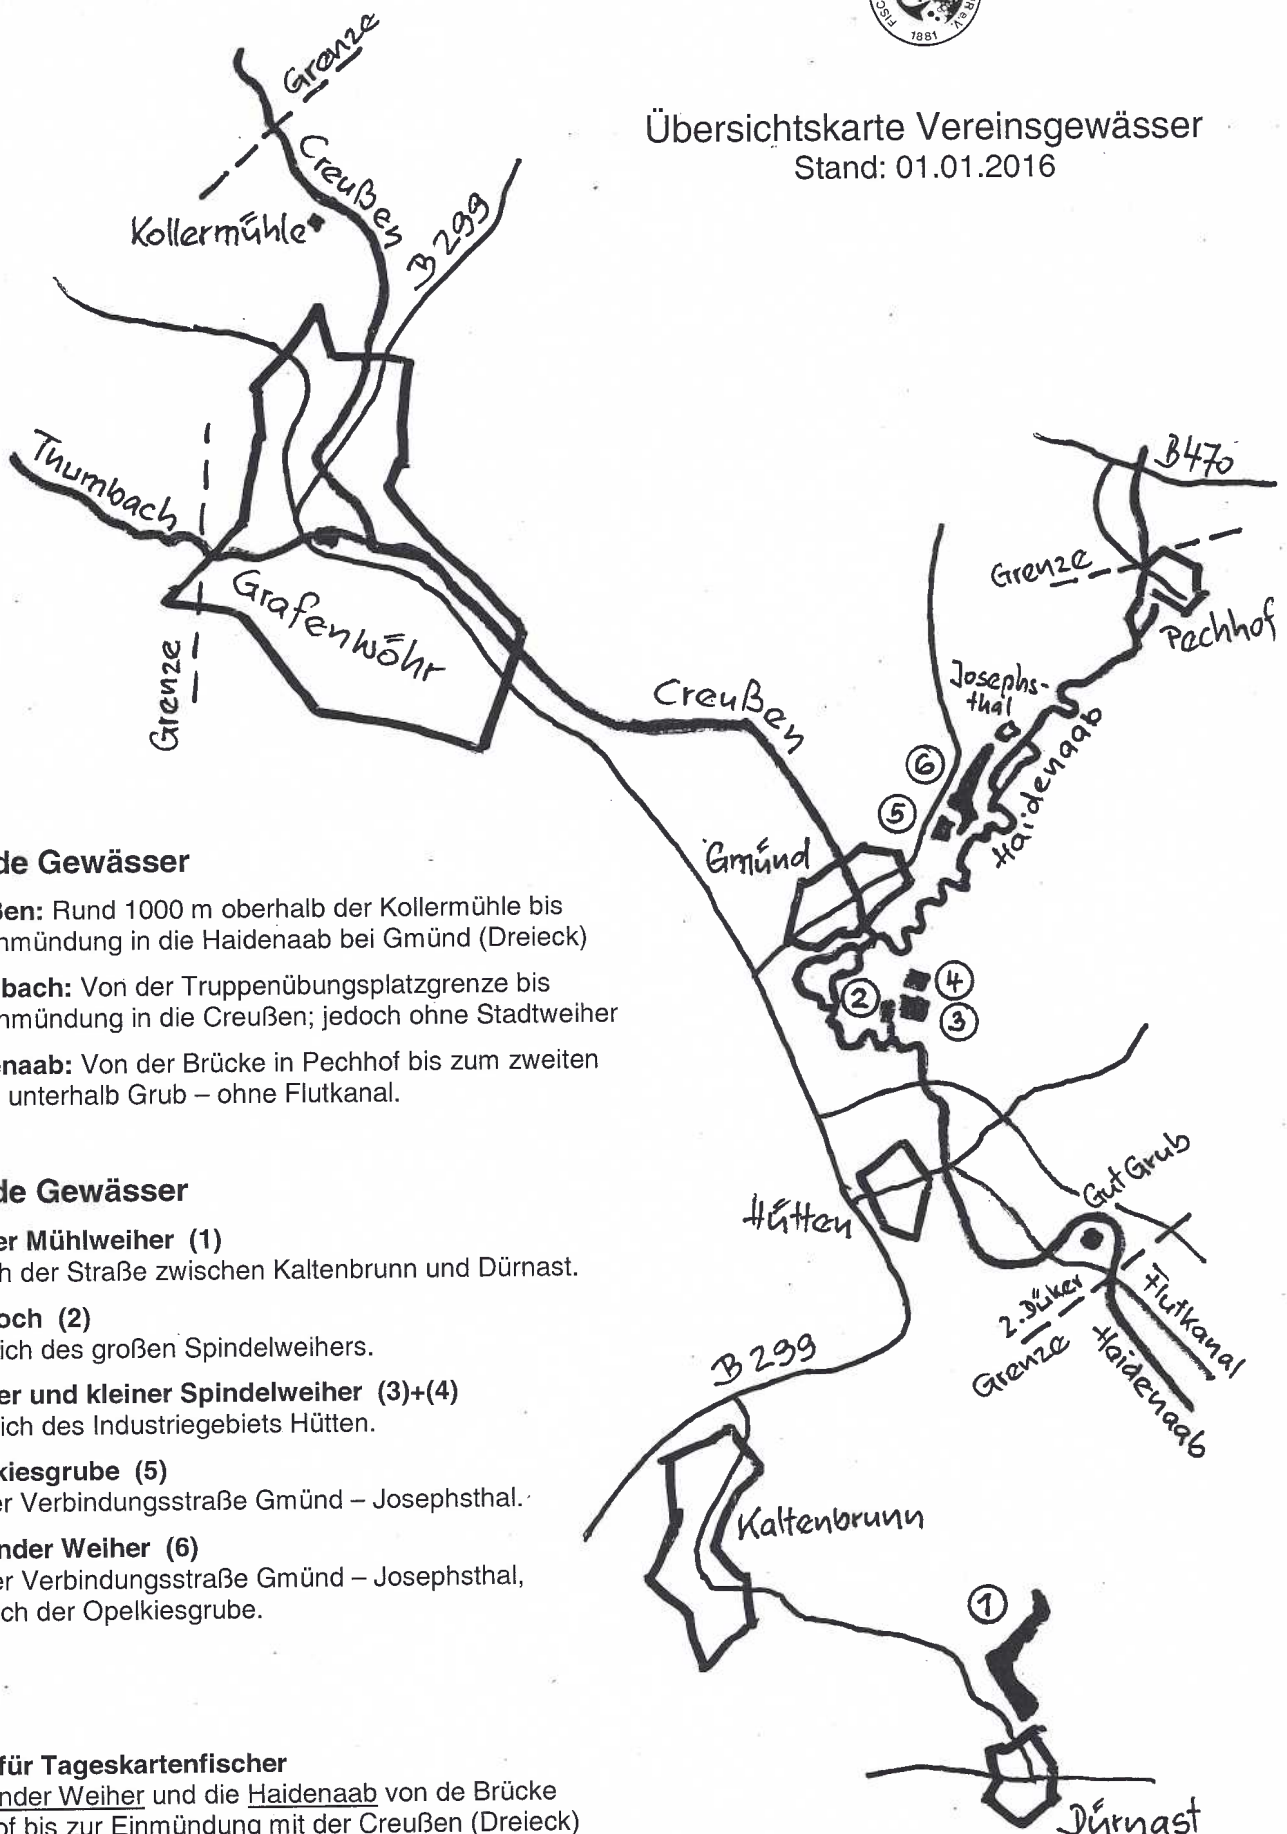 1881
Übersichtskarte Vereinsgewässer
Stand: 01.01.2016
Grenze
Creußen
Kollermühle
B 299
Thumbach
Grenze
Grafenwöhr
B470
Grenze
Pechhof
Josephs-
thal
Haidenaab
Creußen
6
5
Gmünd
4
2
3
Gut Grub
Hütten
2. Düker
Grenze
Flutkanal
Haidenaab
B 299
Kaltenbrunn
1
Dürnast
de Gewässer
ßen: Rund 1000 m oberhalb der Kollermühle bis
nmündung in die Haidenaab bei Gmünd (Dreieck)
bach: Von der Truppenübungsplatzgrenze bis
nmündung in die Creußen; jedoch ohne Stadtweiher
naab: Von der Brücke in Pechhof bis zum zweiten
unterhalb Grub – ohne Flutkanal.
de Gewässer
er Mühlweiher (1)
h der Straße zwischen Kaltenbrunn und Dürnast.
och (2)
ich des großen Spindelweihers.
er und kleiner Spindelweiher (3)+(4)
ich des Industriegebiets Hütten.
kiesgrube (5)
er Verbindungsstraße Gmünd – Josephsthal.
nder Weiher (6)
er Verbindungsstraße Gmünd – Josephsthal,
ch der Opelkiesgrube.
für Tageskartenfischer
nder Weiher und die Haidenaab von de Brücke
of bis zur Einmündung mit der Creußen (Dreieck)